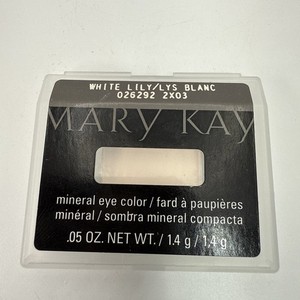 WHITE LILY/LYS BLANC
026292 2X03
MARY KAY
mineral eye color / fard à paupières
minéral / sombra mineral compacta
.05 OZ. NET WT. / 1.4 g / 1,4 g